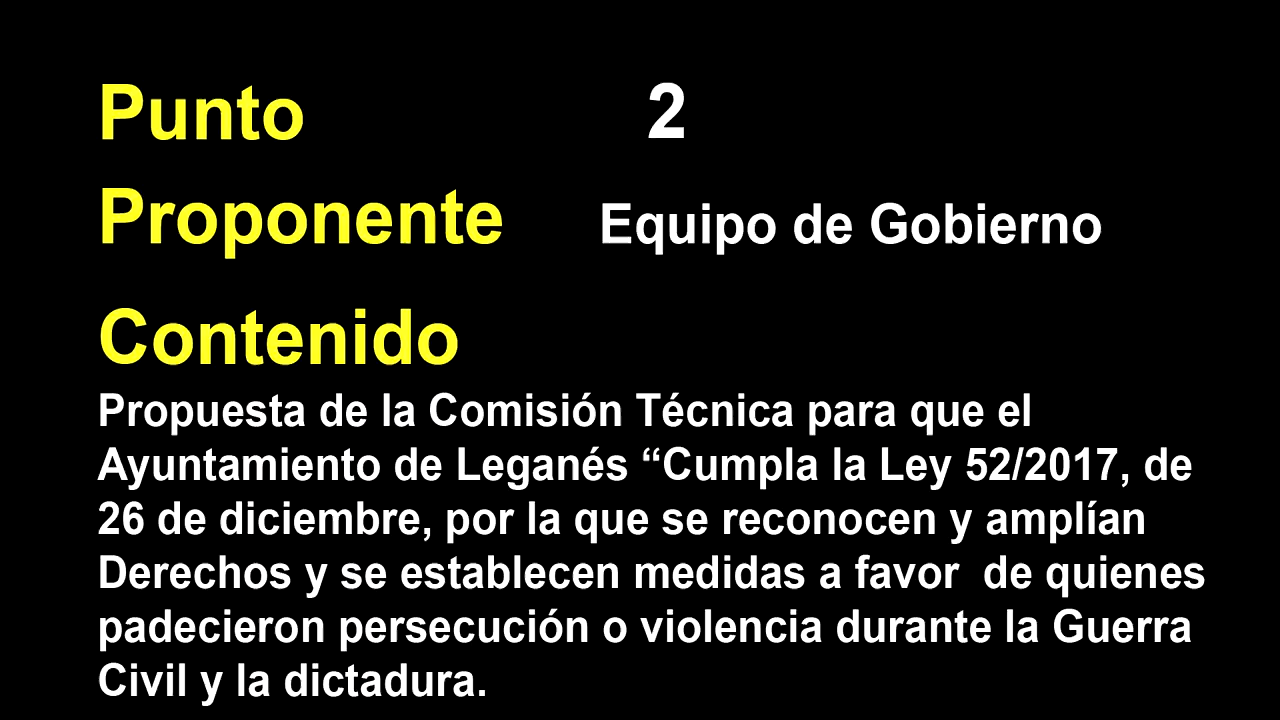 Punto 2
Proponente Equipo de Gobierno
Contenido
Propuesta de la Comisión Técnica para que el
Ayuntamiento de Leganés “Cumpla la Ley 52/2017, de
26 de diciembre, por la que se reconocen y amplían
Derechos y se establecen medidas a favor  de quienes
padecieron persecución o violencia durante la Guerra
Civil y la dictadura.